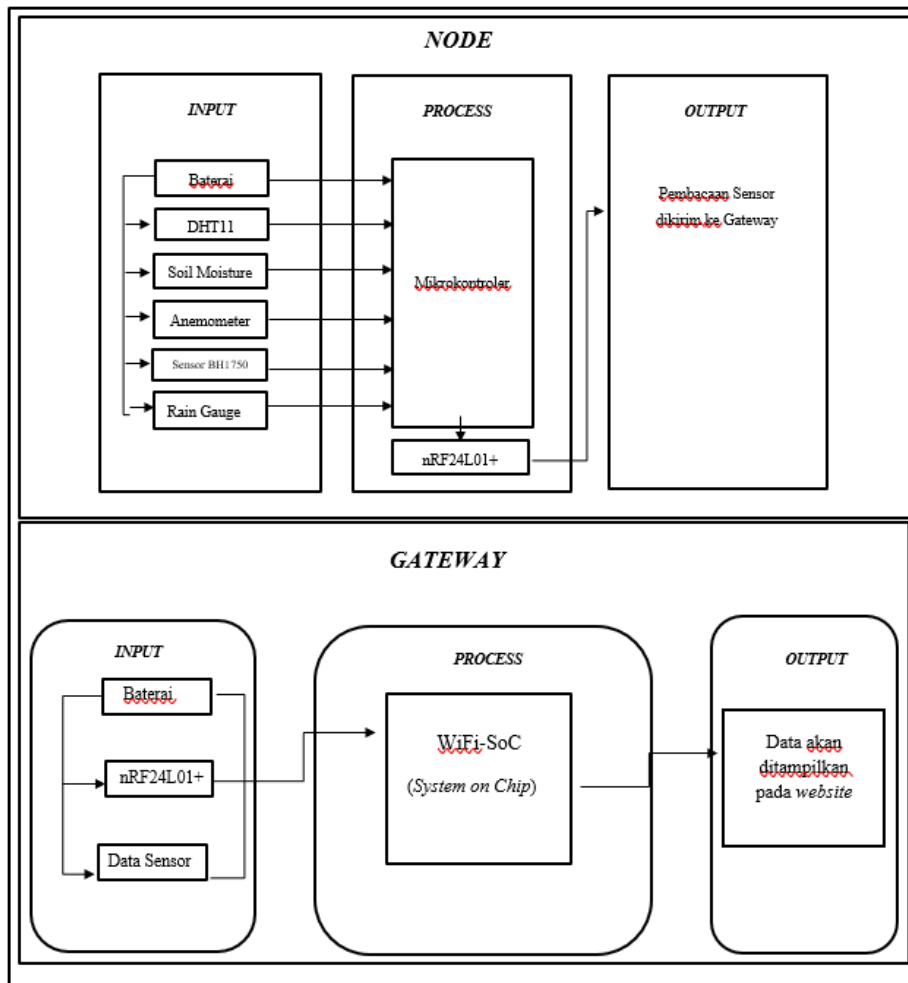 NODE
INPUT
PROCESS
OUTPUT
Baterai
DHT11
Soil Moisture
Anemometer
Sensor BH1750
Rain Gauge
Mikrokontroler
nRF24L01+
Pembacaan Sensor
dikirim ke Gateway
GATEWAY
INPUT
PROCESS
OUTPUT
Baterai
nRF24L01+
Data Sensor
WiFi-SoC
(System on Chip)
Data akan
ditampilkan
pada website